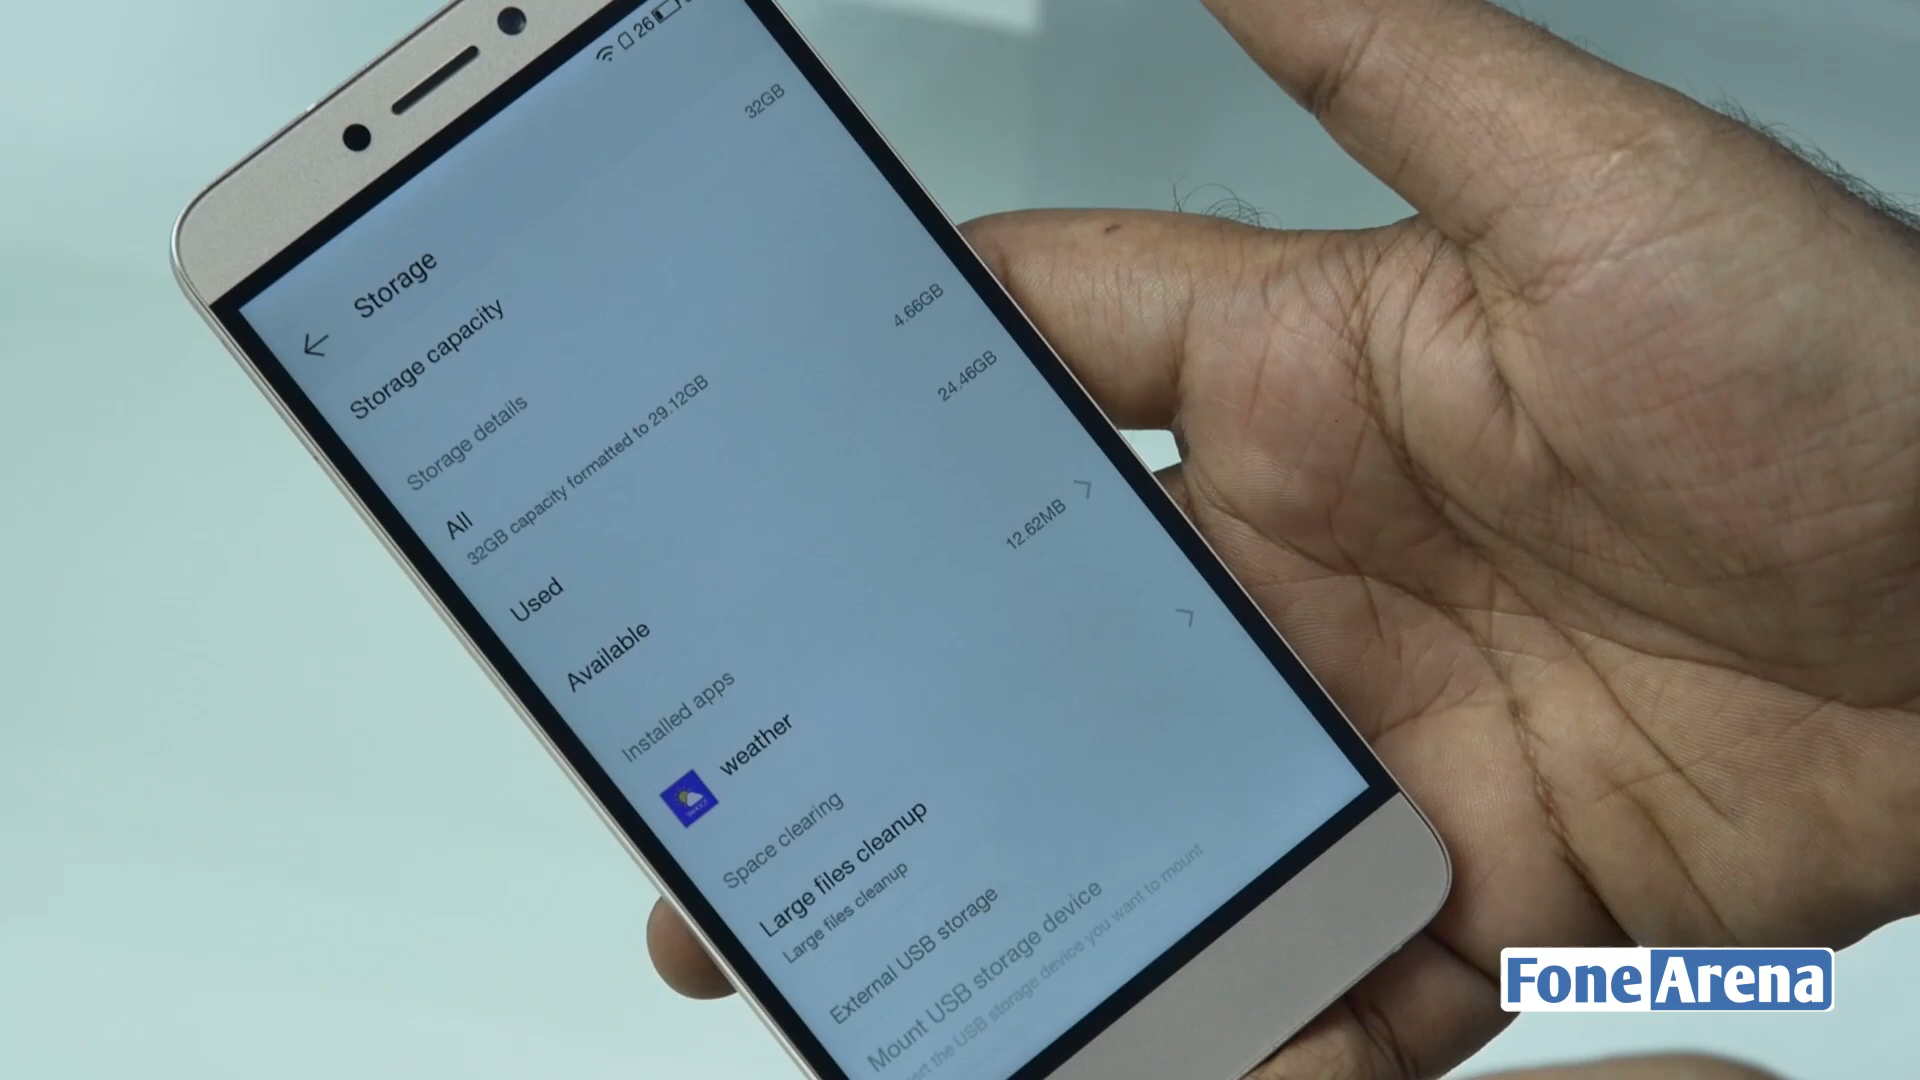 26
Storage
Storage capacity 32GB
Storage details
All
32GB capacity formatted to 29.12GB
Used 4.66GB
Available 24.46GB
Installed apps
weather 12.62MB
Space clearing
Large files cleanup
Large files cleanup
External USB storage
Mount USB storage device
the USB storage device you want to mount
FoneArena